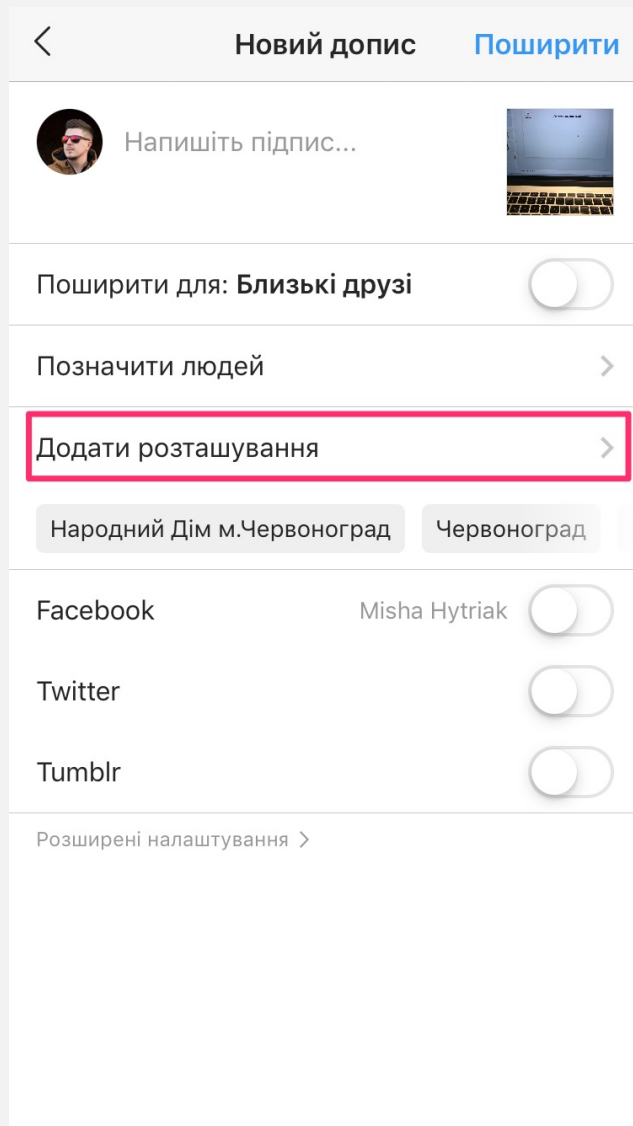 Новий допис
Поширити
Напишіть підпис...
Поширити для: Близькі друзі
Позначити людей
Додати розташування
Народний Дім м.Червоноград
Червоноград
Facebook
Misha Hytriak
Twitter
Tumblr
Розширені налаштування